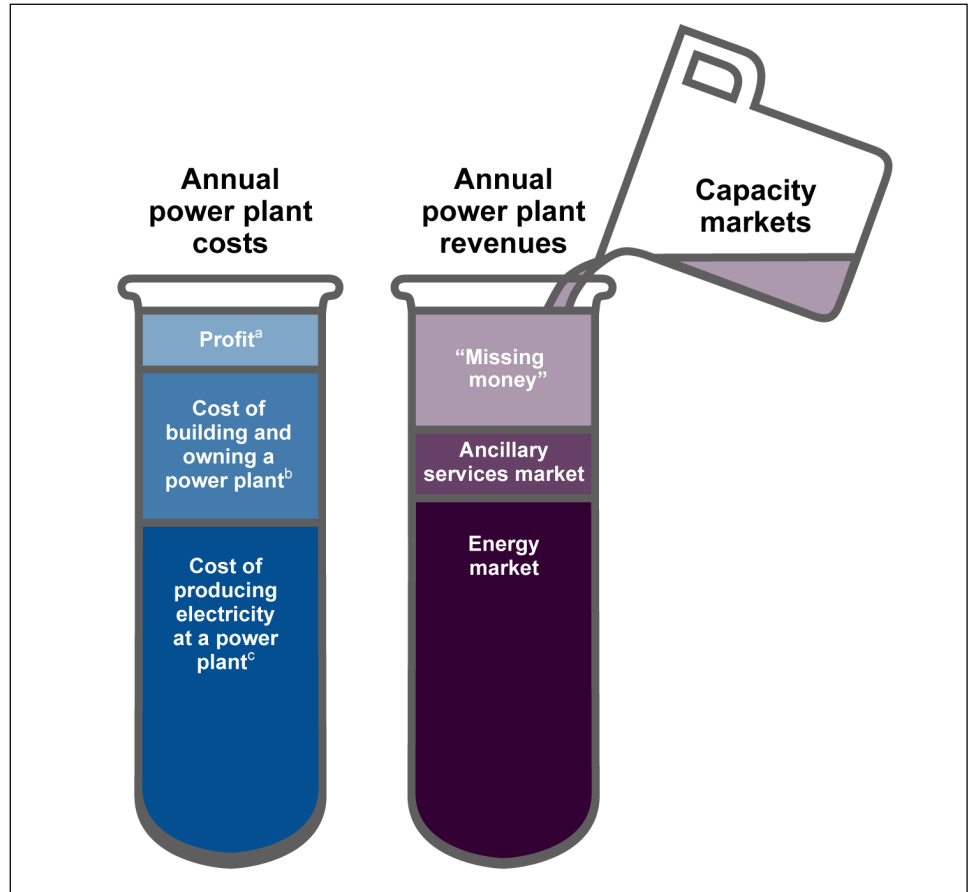 Annual
power plant
costs
Annual
power plant
revenues
Capacity
markets
Profitᵃ
Cost of
building and
owning a
power plantᵇ
Cost of
producing
electricity
at a power
plantᶜ
“Missing
money”
Ancillary
services market
Energy
market